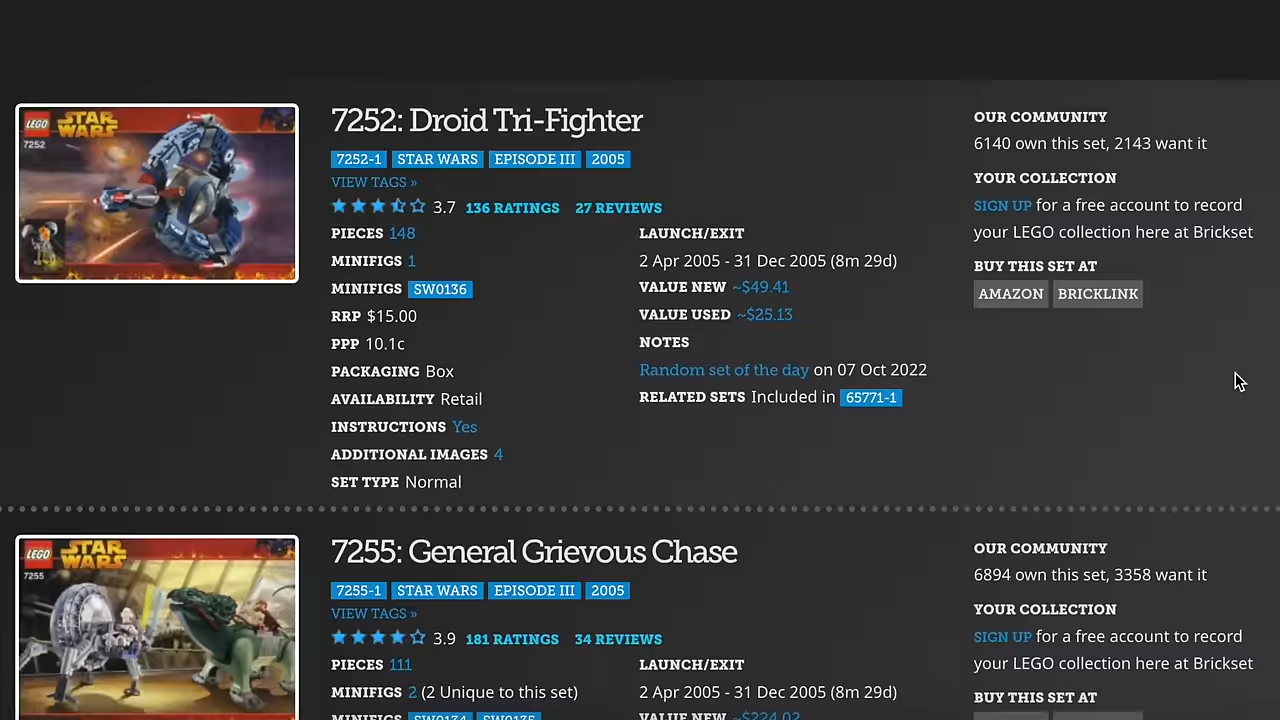 LEGO STAR WARS
7252
7252: Droid Tri-Fighter
7252-1 STAR WARS EPISODE III 2005
VIEW TAGS »
3.7 136 RATINGS 27 REVIEWS
PIECES 148
MINIFIGS 1
MINIFIGS SW0136
RRP $15.00
PPP 10.1c
PACKAGING Box
AVAILABILITY Retail
INSTRUCTIONS Yes
ADDITIONAL IMAGES 4
SET TYPE Normal
LAUNCH/EXIT
2 Apr 2005 - 31 Dec 2005 (8m 29d)
VALUE NEW ~$49.41
VALUE USED ~$25.13
NOTES
Random set of the day on 07 Oct 2022
RELATED SETS Included in 65771-1
OUR COMMUNITY
6140 own this set, 2143 want it
YOUR COLLECTION
SIGN UP for a free account to record
your LEGO collection here at Brickset
BUY THIS SET AT
AMAZON BRICKLINK
LEGO STAR WARS
7255
7255: General Grievous Chase
7255-1 STAR WARS EPISODE III 2005
VIEW TAGS »
3.9 181 RATINGS 34 REVIEWS
PIECES 111
MINIFIGS 2 (2 Unique to this set)
MINIFIGS SW0134 SW0135
LAUNCH/EXIT
2 Apr 2005 - 31 Dec 2005 (8m 29d)
VALUE NEW ~$224.02
OUR COMMUNITY
6894 own this set, 3358 want it
YOUR COLLECTION
SIGN UP for a free account to record
your LEGO collection here at Brickset
BUY THIS SET AT